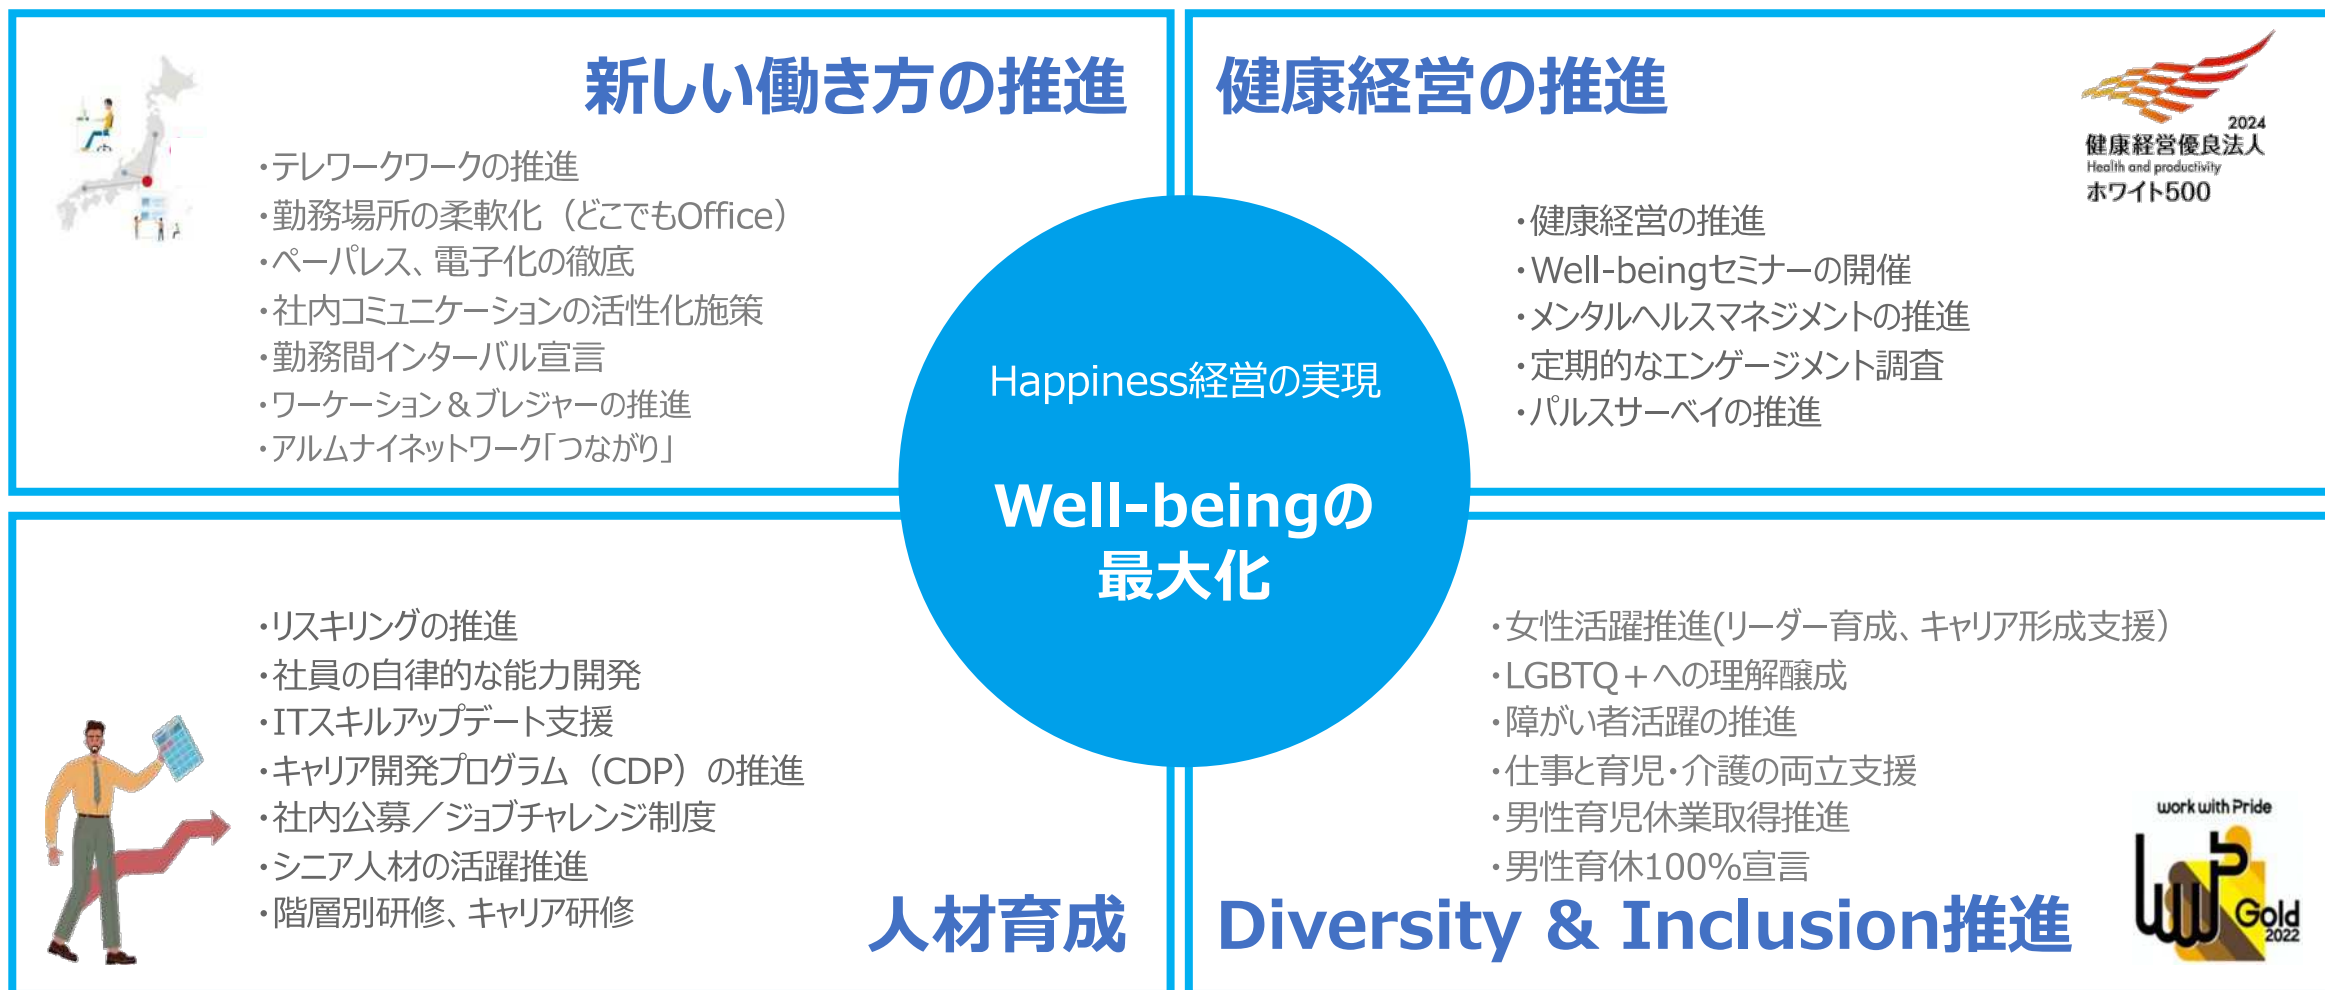 新しい働き方の推進
・テレワークワークの推進
・勤務場所の柔軟化（どこでもOffice）
・ペーパレス、電子化の徹底
・社内コミュニケーションの活性化施策
・勤務間インターバル宣言
・ワーケーション＆ブレジャーの推進
・アルムナイネットワーク「つながり」
健康経営の推進
2024
健康経営優良法人
Health and productivity
ホワイト500
・健康経営の推進
・Well-beingセミナーの開催
・メンタルヘルスマネジメントの推進
・定期的なエンゲージメント調査
・パルスサーベイの推進
Happiness経営の実現
Well-beingの
最大化
・リスキリングの推進
・社員の自律的な能力開発
・ITスキルアップデート支援
・キャリア開発プログラム（CDP）の推進
・社内公募／ジョブチャレンジ制度
・シニア人材の活躍推進
・階層別研修、キャリア研修
人材育成
・女性活躍推進(リーダー育成、キャリア形成支援）
・LGBTQ＋への理解醸成
・障がい者活躍の推進
・仕事と育児・介護の両立支援
・男性育児休業取得推進
・男性育休100%宣言
Diversity & Inclusion推進
work with Pride
wwP
Gold
2022